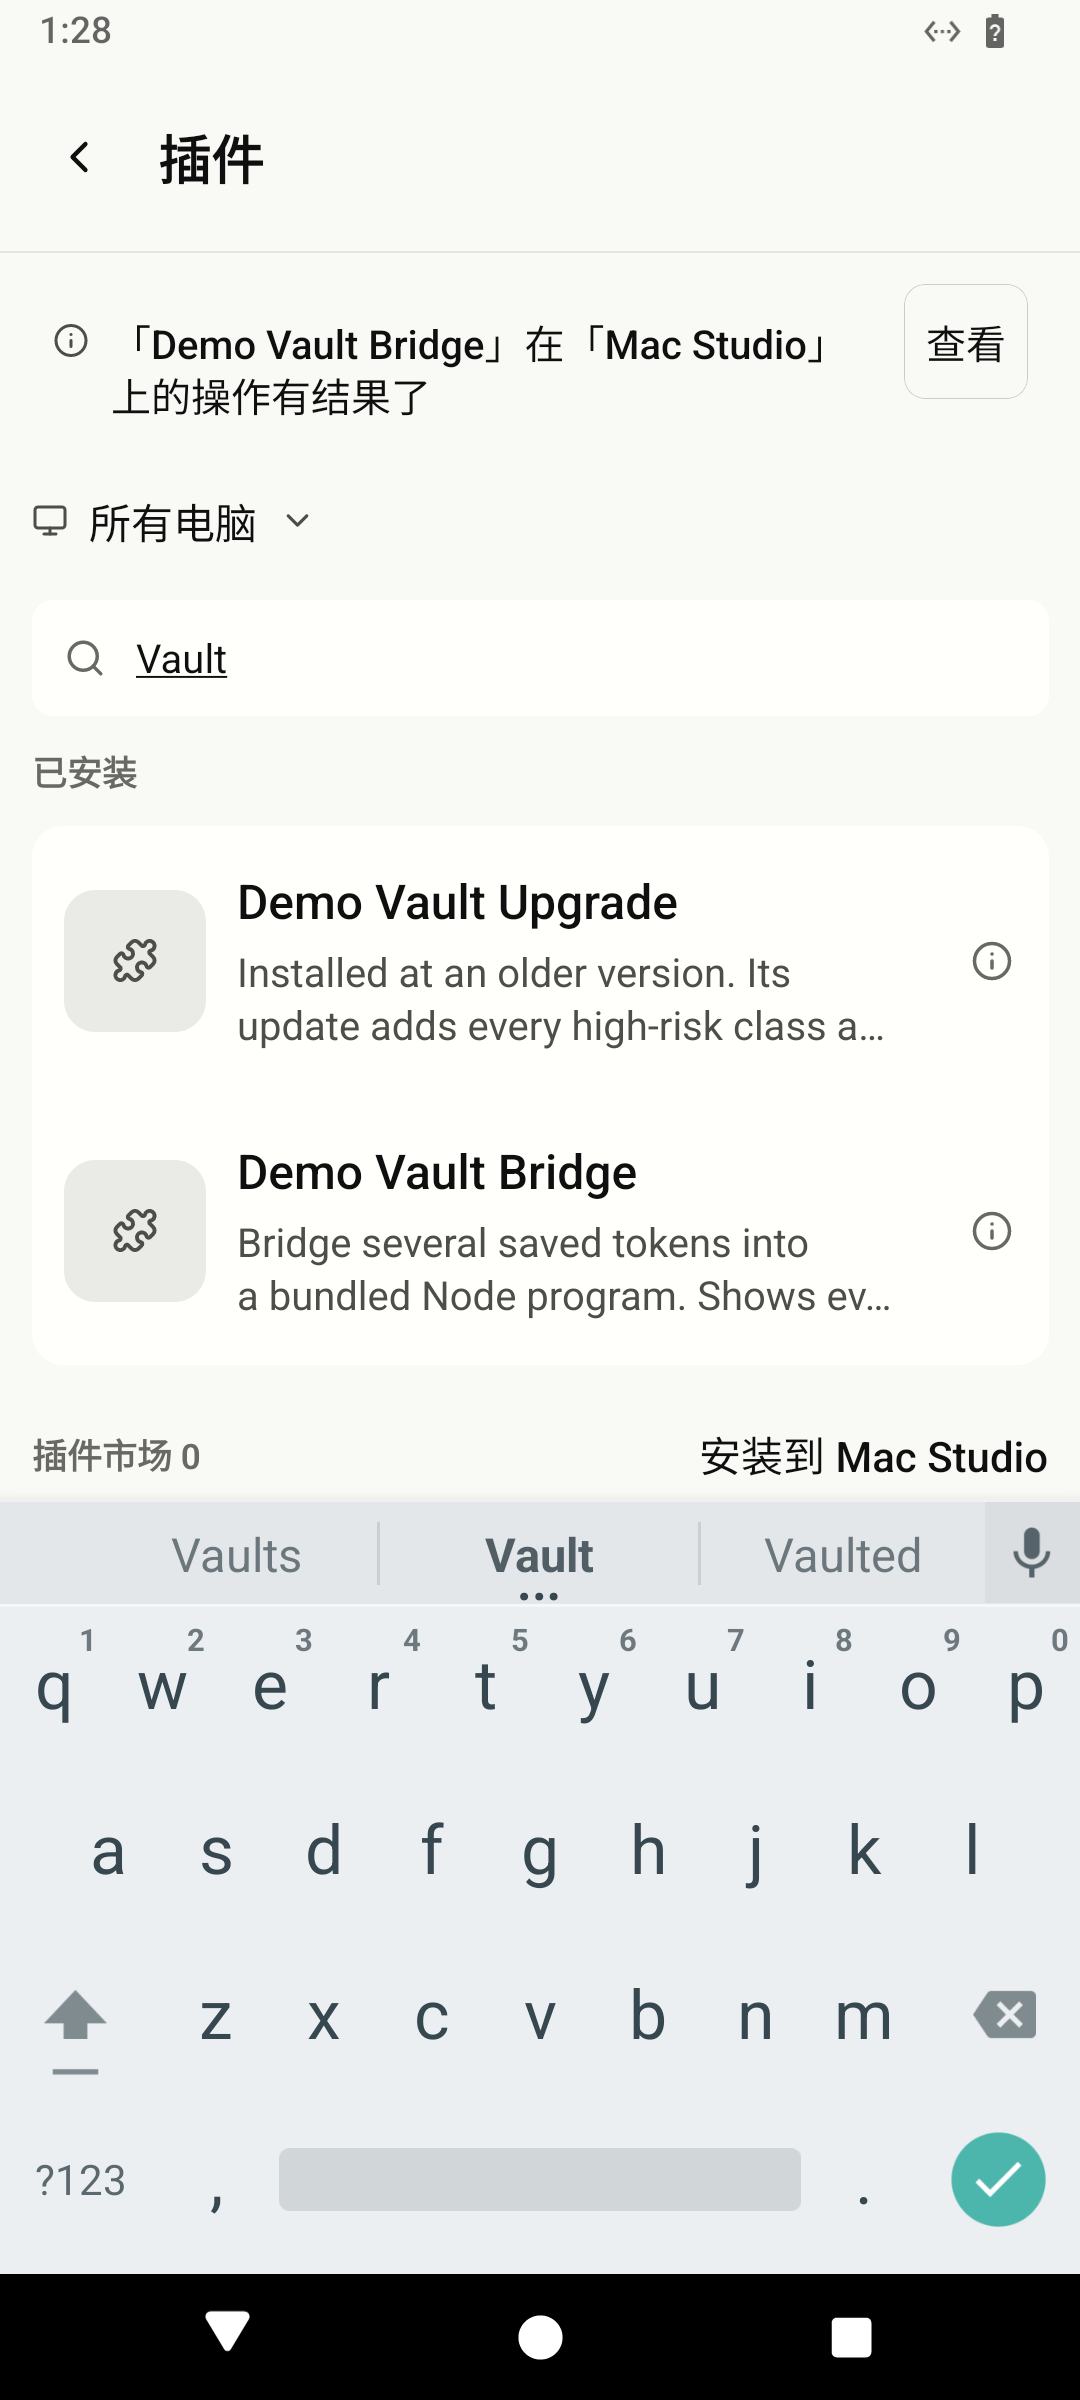 1:28
插件
「Demo Vault Bridge」在「Mac Studio」
上的操作有结果了
查看
所有电脑
Vault
已安装
Demo Vault Upgrade
Installed at an older version. Its
update adds every high-risk class a...
Demo Vault Bridge
Bridge several saved tokens into
a bundled Node program. Shows ev...
插件市场 0
安装到 Mac Studio
Vaults Vault Vaulted
1 2 3 4 5 6 7 8 9 0
q w e r t y u i o p
a s d f g h j k l
z x c v b n m
?123 , .